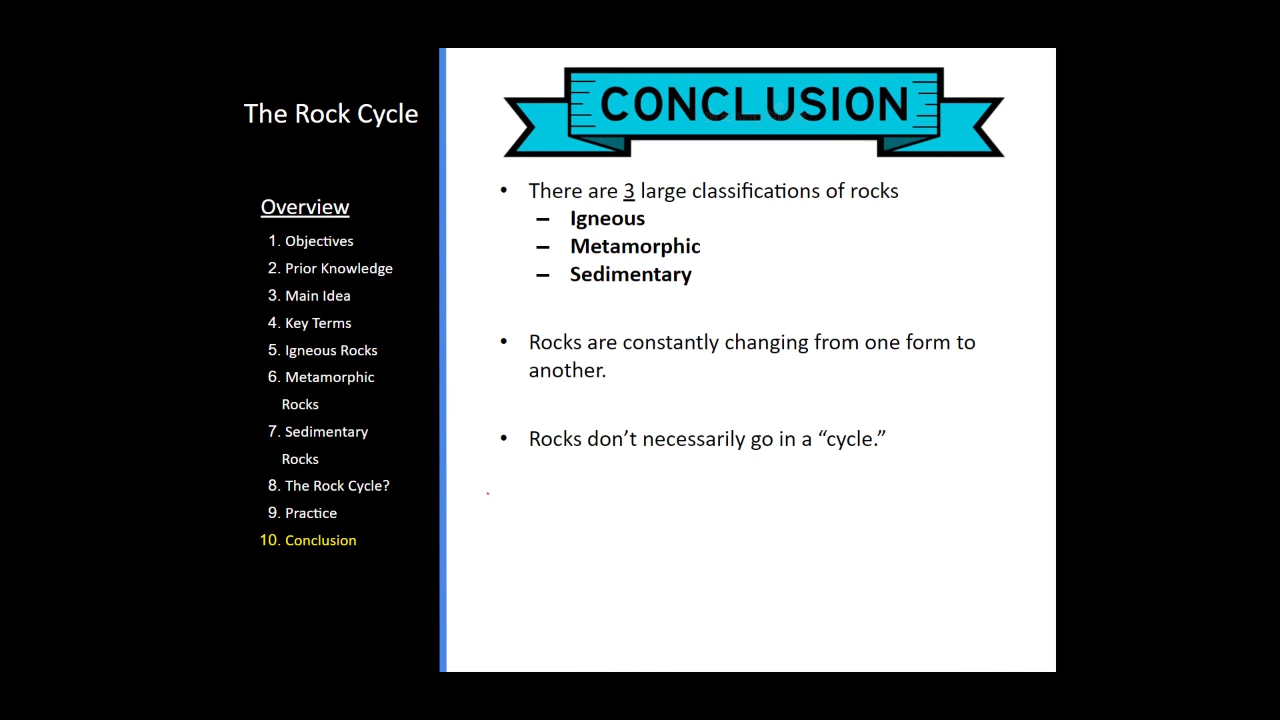 The Rock Cycle
Overview
1. Objectives
2. Prior Knowledge
3. Main Idea
4. Key Terms
5. Igneous Rocks
6. Metamorphic
Rocks
7. Sedimentary
Rocks
8. The Rock Cycle?
9. Practice
10. Conclusion
CONCLUSION
• There are 3 large classifications of rocks
– Igneous
– Metamorphic
– Sedimentary
• Rocks are constantly changing from one form to
another.
• Rocks don’t necessarily go in a “cycle.”